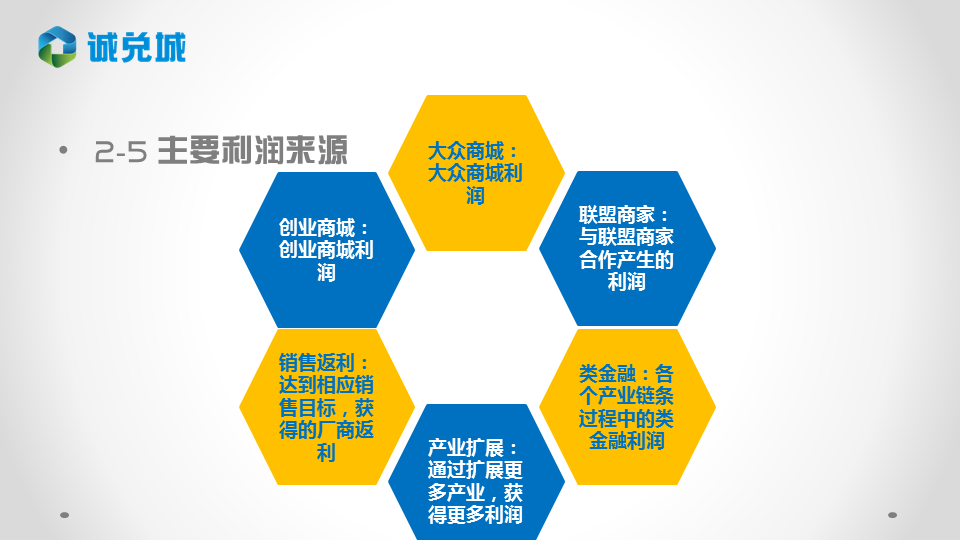 诚兑城
• 2-5 主要利润来源
大众商城：
大众商城利
润
创业商城：
创业商城利
润
联盟商家：
与联盟商家
合作产生的
利润
销售返利：
达到相应销
售目标，获
得的厂商返
利
类金融：各
个产业链条
过程中的类
金融利润
产业扩展：
通过扩展更
多产业，获
得更多利润